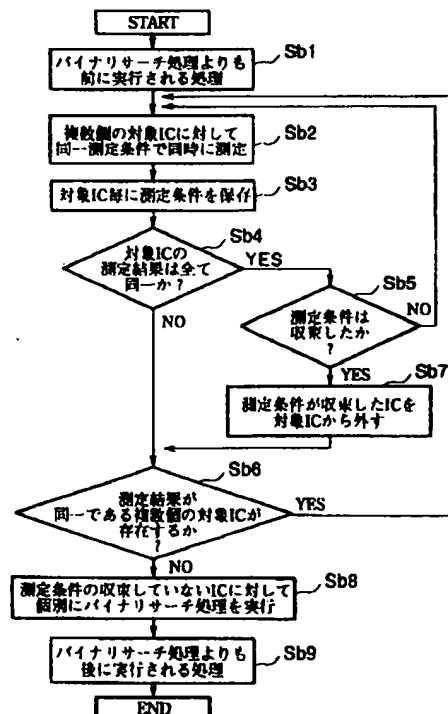 START
Sb1
バイナリサーチ処理よりも
前に実行される処理
Sb2
複数個の対象ICに対して
同一測定条件で同時に測定
Sb3
対象IC毎に測定条件を保存
Sb4
対象ICの
測定結果は全て
同一か?
YES
NO
Sb5
測定条件は
収束したか
?
NO
YES
Sb7
測定条件が収束したICを
対象ICから外す
Sb6
測定結果が
同一である複数個の対象ICが
存在するか
?
YES
NO
Sb8
測定条件の収束していないICに対して
個別にバイナリサーチ処理を実行
Sb9
バイナリサーチ処理よりも
後に実行される処理
END